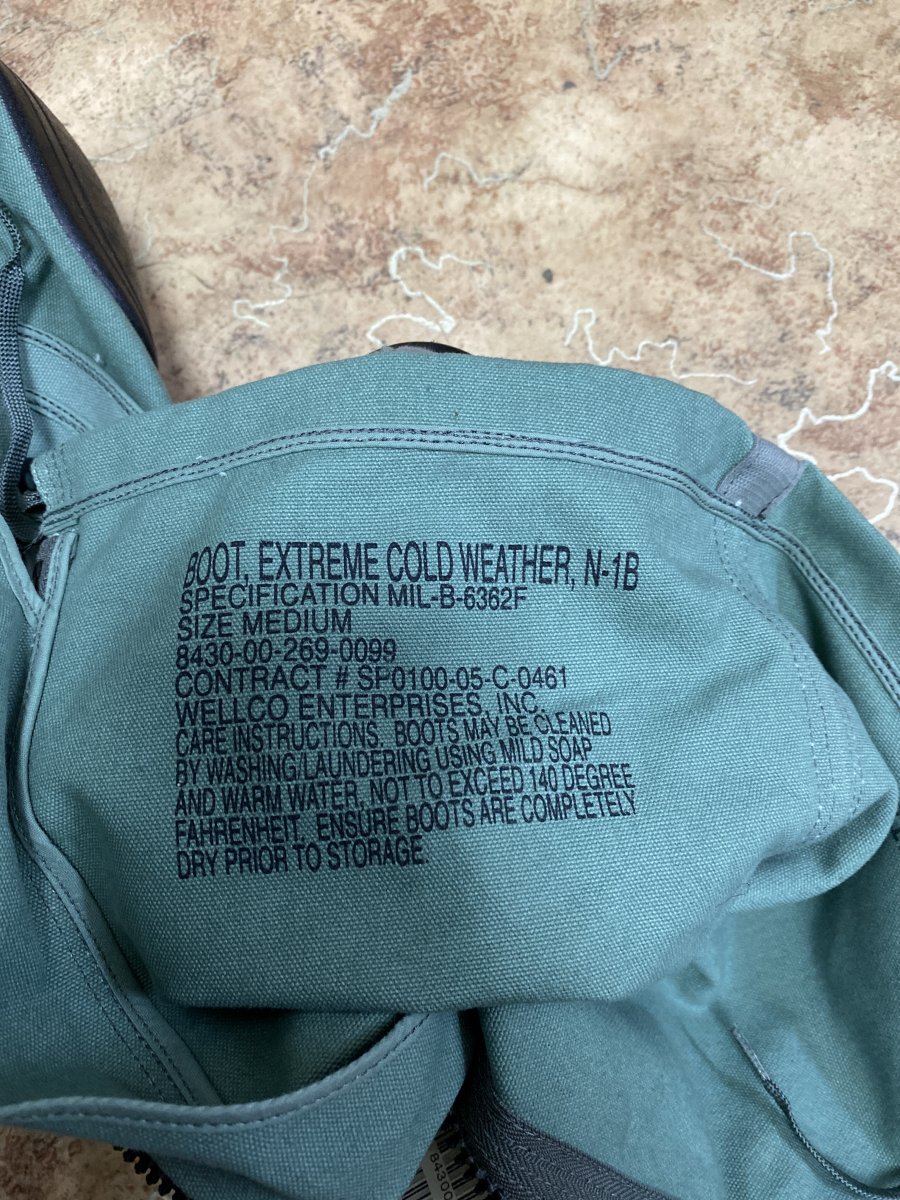 BOOT, EXTREME COLD WEATHER, N-1B
SPECIFICATION MIL-B-6362F
SIZE MEDIUM
8430-00-269-0099
CONTRACT # SP0100-05-C-0461
WELLCO ENTERPRISES, INC.
CARE INSTRUCTIONS. BOOTS MAY BE CLEANED
BY WASHING/LAUNDERING USING MILD SOAP
AND WARM WATER, NOT TO EXCEED 140 DEGREE
FAHRENHEIT. ENSURE BOOTS ARE COMPLETELY
DRY PRIOR TO STORAGE.